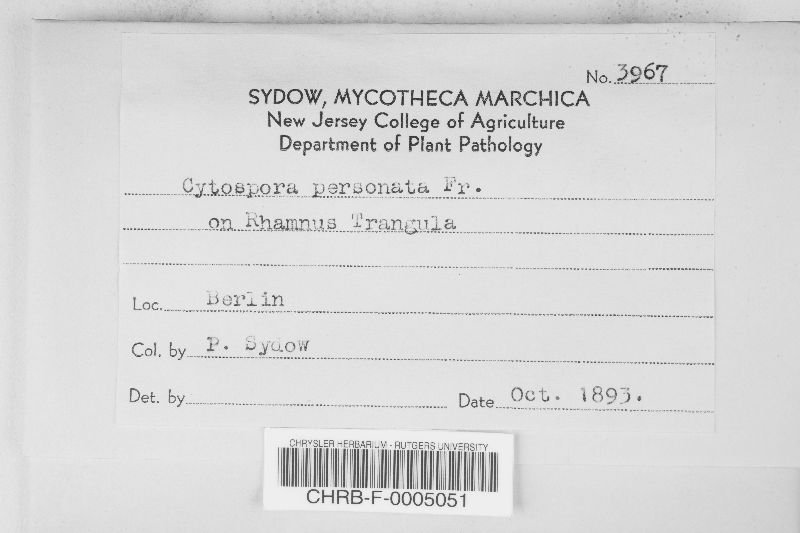 No. 3967
SYDOW, MYCOTHECA MARCHICA
New Jersey College of Agriculture
Department of Plant Pathology
Cytospora personata Fr.
on Rhamnus Trangula
Loc. Berlin
Col. by P. Sydow
Det. by Date Oct. 1893.
CHRYSLER HERBARIUM - RUTGERS UNIVERSITY
CHRB-F-0005051